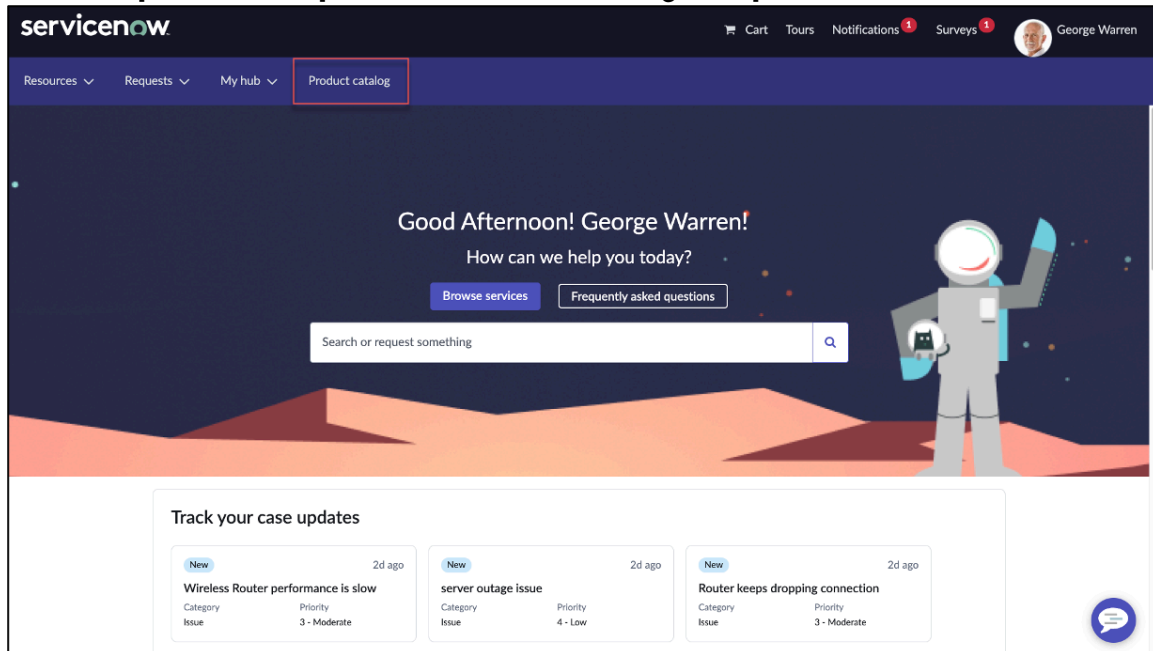 servicenow.
Cart Tours Notifications 1 Surveys 1 George Warren
Resources Requests My hub Product catalog
Good Afternoon! George Warren!
How can we help you today?
Browse services Frequently asked questions
Search or request something
Track your case updates
New 2d ago
Wireless Router performance is slow
Category Priority
Issue 3 - Moderate
New 2d ago
server outage issue
Category Priority
Issue 4 - Low
New 2d ago
Router keeps dropping connection
Category Priority
Issue 3 - Moderate